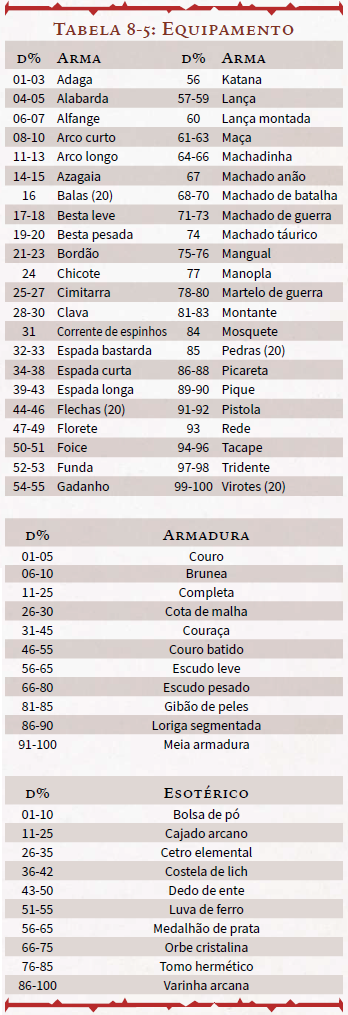 Tabela 8-5: Equipamento
d% Arma d% Arma
01-03 Adaga 56 Katana
04-05 Alabarda 57-59 Lança
06-07 Alfange 60 Lança montada
08-10 Arco curto 61-63 Maça
11-13 Arco longo 64-66 Machadinha
14-15 Azagaia 67 Machado anão
16 Balas (20) 68-70 Machado de batalha
17-18 Besta leve 71-73 Machado de guerra
19-20 Besta pesada 74 Machado táurico
21-23 Bordão 75-76 Mangual
24 Chicote 77 Manopla
25-27 Cimitarra 78-80 Martelo de guerra
28-30 Clava 81-83 Montante
31 Corrente de espinhos 84 Mosquete
32-33 Espada bastarda 85 Pedras (20)
34-38 Espada curta 86-88 Picareta
39-43 Espada longa 89-90 Pique
44-46 Flechas (20) 91-92 Pistola
47-49 Florete 93 Rede
50-51 Foice 94-96 Tacape
52-53 Funda 97-98 Tridente
54-55 Gadanho 99-100 Virotes (20)
d% Armadura
01-05 Couro
06-10 Brunea
11-25 Completa
26-30 Cota de malha
31-45 Couraça
46-55 Couro batido
56-65 Escudo leve
66-80 Escudo pesado
81-85 Gibão de peles
86-90 Loriga segmentada
91-100 Meia armadura
d% Esotérico
01-10 Bolsa de pó
11-25 Cajado arcano
26-35 Cetro elemental
36-42 Costela de lich
43-50 Dedo de ente
51-55 Luva de ferro
56-65 Medalhão de prata
66-75 Orbe cristalina
76-85 Tomo hermético
86-100 Varinha arcana